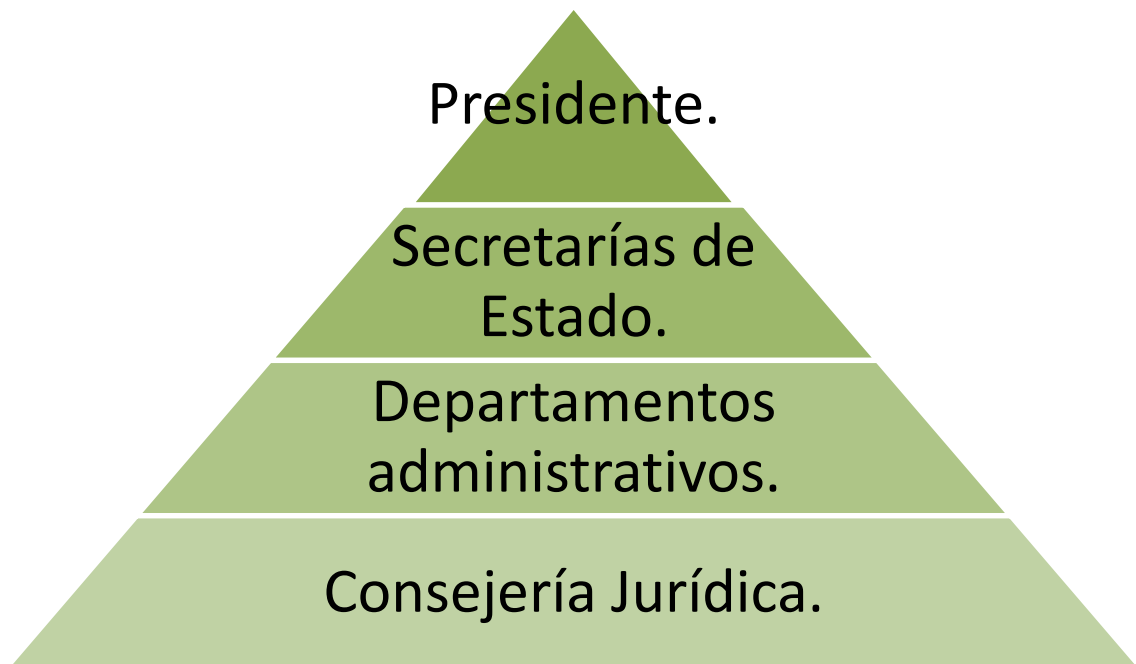 Presidente.
Secretarías de
Estado.
Departamentos
administrativos.
Consejería Jurídica.